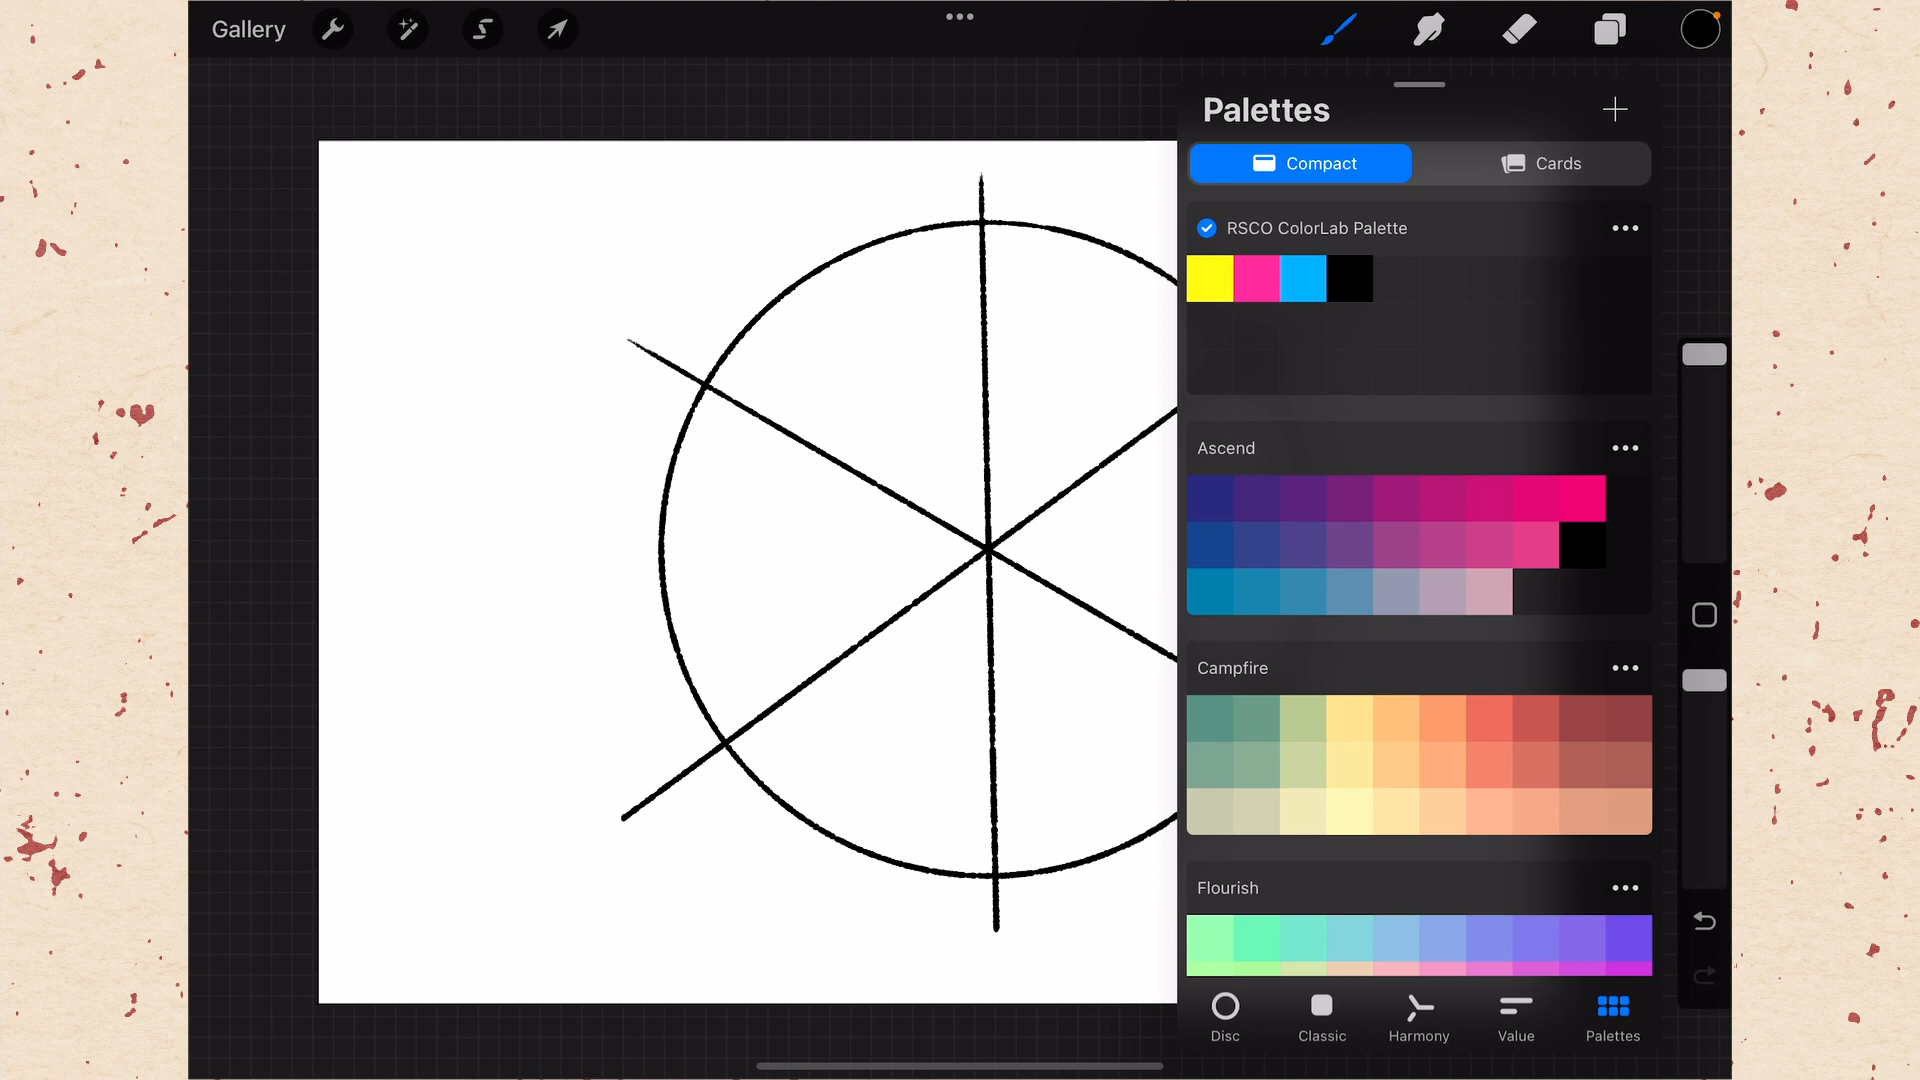 Gallery
Palettes
Compact
Cards
RSCO ColorLab Palette
Ascend
Campfire
Flourish
Disc
Classic
Harmony
Value
Palettes